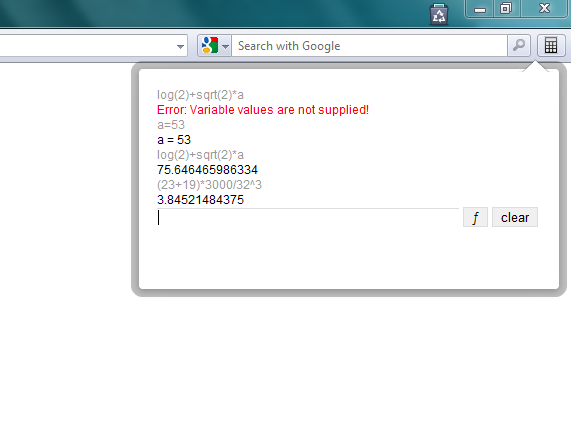 Search with Google
log(2)+sqrt(2)*a
Error: Variable values are not supplied!
a=53
a = 53
log(2)+sqrt(2)*a
75.646465986334
(23+19)*3000/32^3
3.84521484375
ƒ clear